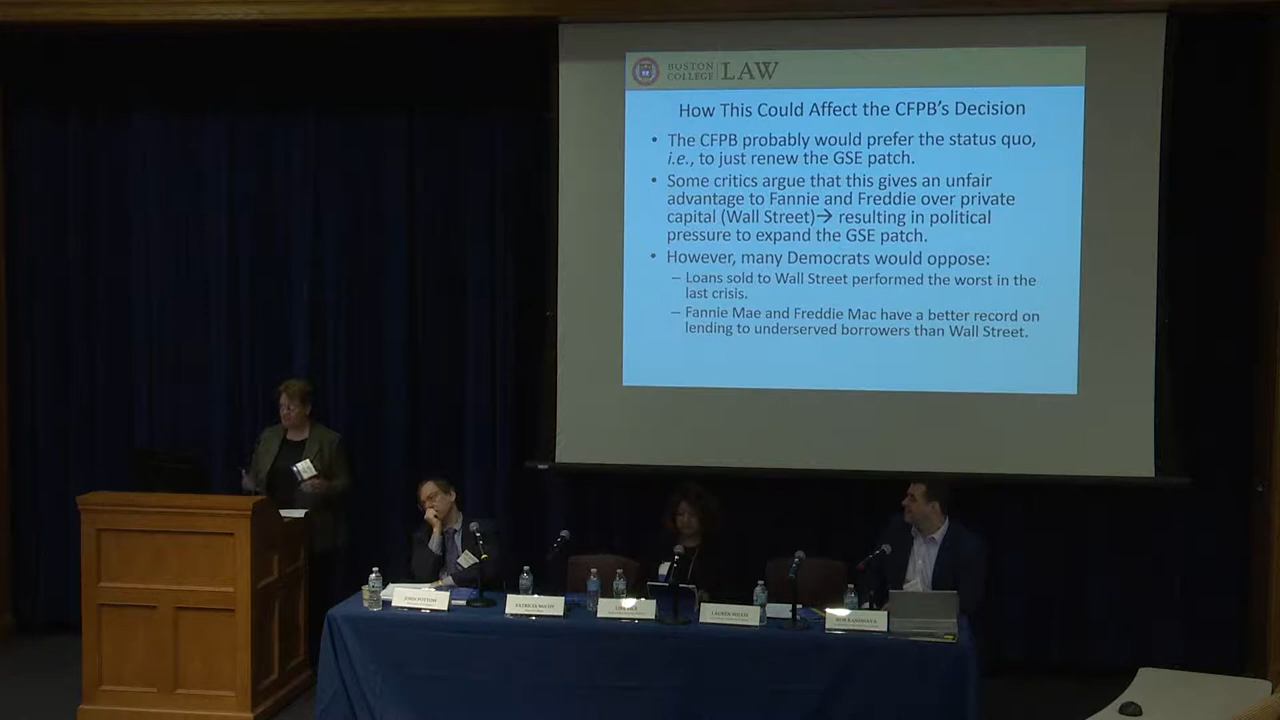 BOSTON
COLLEGE
LAW
How This Could Affect the CFPB's Decision
• The CFPB probably would prefer the status quo,
i.e., to just renew the GSE patch.
• Some critics argue that this gives an unfair
advantage to Fannie and Freddie over private
capital (Wall Street)→ resulting in political
pressure to expand the GSE patch.
• However, many Democrats would oppose:
– Loans sold to Wall Street performed the worst in the
last crisis.
– Fannie Mae and Freddie Mac have a better record on
lending to underserved borrowers than Wall Street.
PATRICIA McCOY